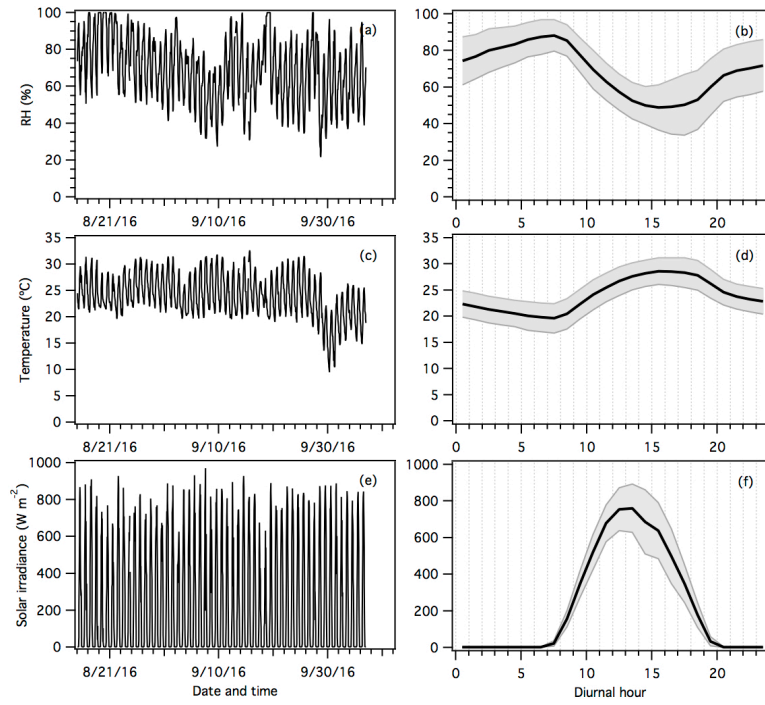 (a)
100
80
60
40
20
0
RH (%)
8/21/16 9/10/16 9/30/16
(b)
100
80
60
40
20
0
0 5 10 15 20
(c)
35
30
25
20
15
10
5
0
Temperature (°C)
8/21/16 9/10/16 9/30/16
(d)
35
30
25
20
15
10
5
0
0 5 10 15 20
(e)
1000
800
600
400
200
0
Solar irradiance (W m⁻²)
8/21/16 9/10/16 9/30/16
Date and time
(f)
1000
800
600
400
200
0
0 5 10 15 20
Diurnal hour